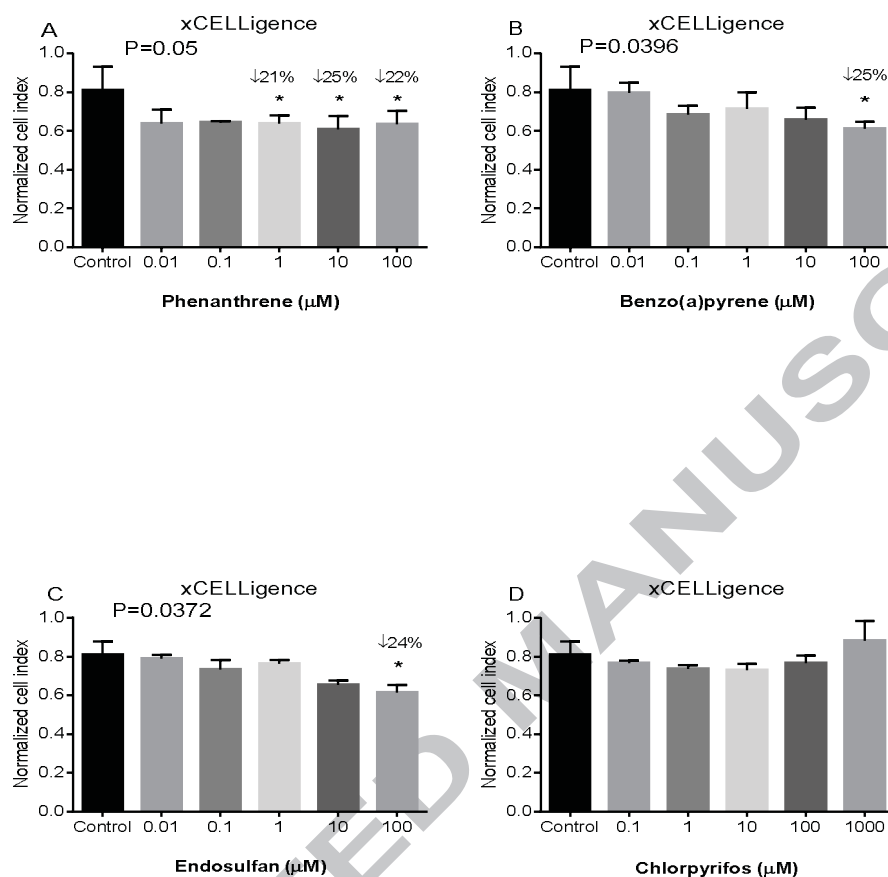 A
xCELLigence
P=0.05
↓21% ↓25% ↓22%
* * *
Normalized cell index
1.0
0.8
0.6
0.4
0.2
0.0
Control 0.01 0.1 1 10 100
Phenanthrene (μM)
B
xCELLigence
P=0.0396
↓25%
*
Normalized cell index
1.0
0.8
0.6
0.4
0.2
0.0
Control 0.01 0.1 1 10 100
Benzo(a)pyrene (μM)
C
xCELLigence
P=0.0372
↓24%
*
Normalized cell index
1.0
0.8
0.6
0.4
0.2
0.0
Control 0.01 0.1 1 10 100
Endosulfan (μM)
D
xCELLigence
Normalized cell index
1.0
0.8
0.6
0.4
0.2
0.0
Control 0.1 1 10 100 1000
Chlorpyrifos (μM)
TED MANUSC